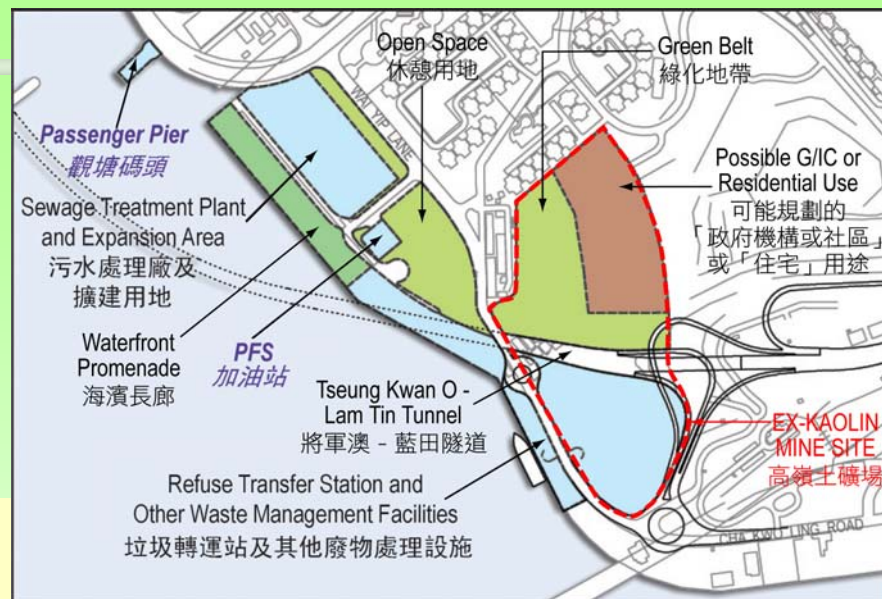 Open Space
休憩用地
Green Belt
綠化地帶
WAI YIP LANE
Passenger Pier
觀塘碼頭
Possible G/IC or
Residential Use
可能規劃的
「政府機構或社區」
或「住宅」用途
Sewage Treatment Plant
and Expansion Area
污水處理廠及
擴建用地
Waterfront
Promenade
海濱長廊
PFS
加油站
Tseung Kwan O -
Lam Tin Tunnel
將軍澳 - 藍田隧道
EX-KAOLIN
MINE SITE
高嶺土礦場
Refuse Transfer Station and
Other Waste Management Facilities
垃圾轉運站及其他廢物處理設施
CHA KWO LING ROAD